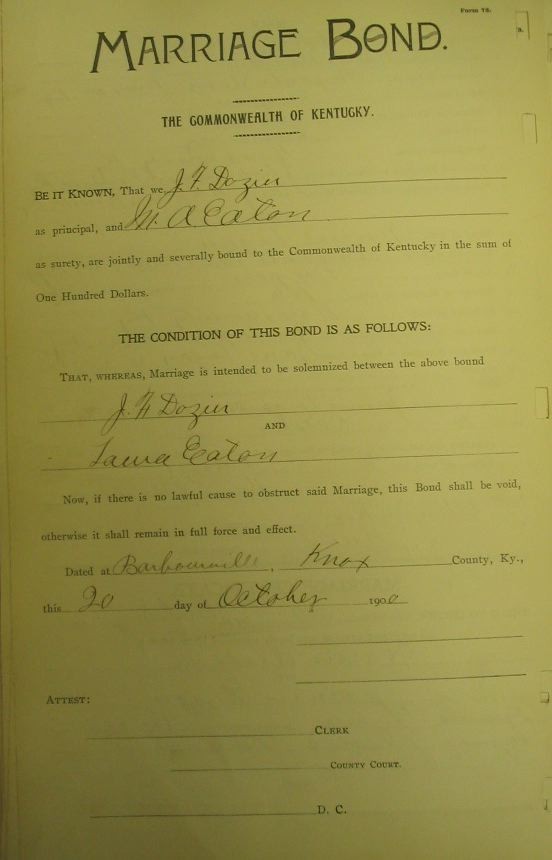 Form 78.
MARRIAGE BOND.
THE COMMONWEALTH OF KENTUCKY.
BE IT KNOWN, That we, J. F. Dozier
as principal, and M. A Eaton
as surety, are jointly and severally bound to the Commonwealth of Kentucky in the sum of
One Hundred Dollars.
THE CONDITION OF THIS BOND IS AS FOLLOWS:
THAT, WHEREAS, Marriage is intended to be solemnized between the above bound
J. F Dozier
AND
Laura Eaton
Now, if there is no lawful cause to obstruct said Marriage, this Bond shall be void,
otherwise it shall remain in full force and effect.
Dated at Barbourville, Knox County, Ky.,
this 20 day of October 1900
ATTEST:
CLERK
COUNTY COURT.
D. C.